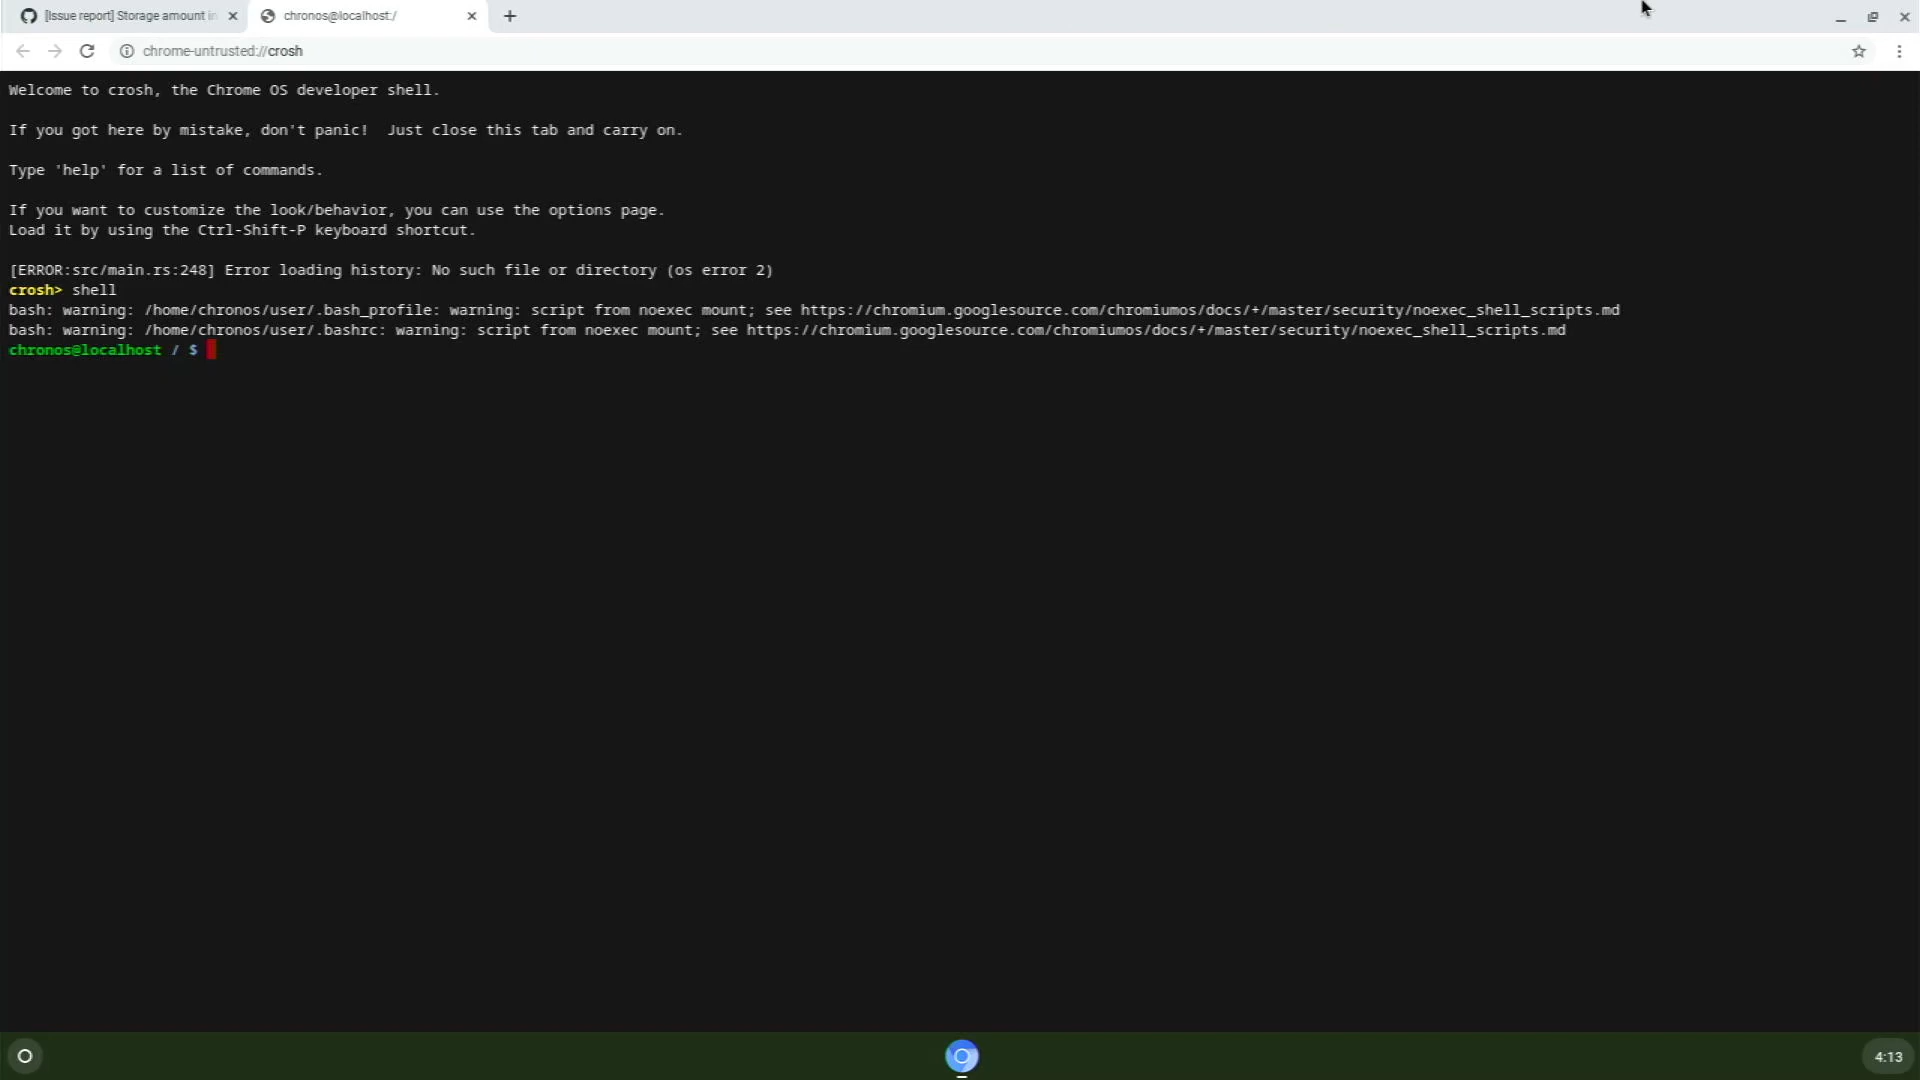 [Issue report] Storage amount in
chronos@localhost:/
chrome-untrusted://crosh
Welcome to crosh, the Chrome OS developer shell.
If you got here by mistake, don't panic!  Just close this tab and carry on.
Type 'help' for a list of commands.
If you want to customize the look/behavior, you can use the options page.
Load it by using the Ctrl-Shift-P keyboard shortcut.
[ERROR:src/main.rs:248] Error loading history: No such file or directory (os error 2)
crosh> shell
bash: warning: /home/chronos/user/.bash_profile: warning: script from noexec mount; see https://chromium.googlesource.com/chromiumos/docs/+/master/security/noexec_shell_scripts.md
bash: warning: /home/chronos/user/.bashrc: warning: script from noexec mount; see https://chromium.googlesource.com/chromiumos/docs/+/master/security/noexec_shell_scripts.md
chronos@localhost / $
4:13